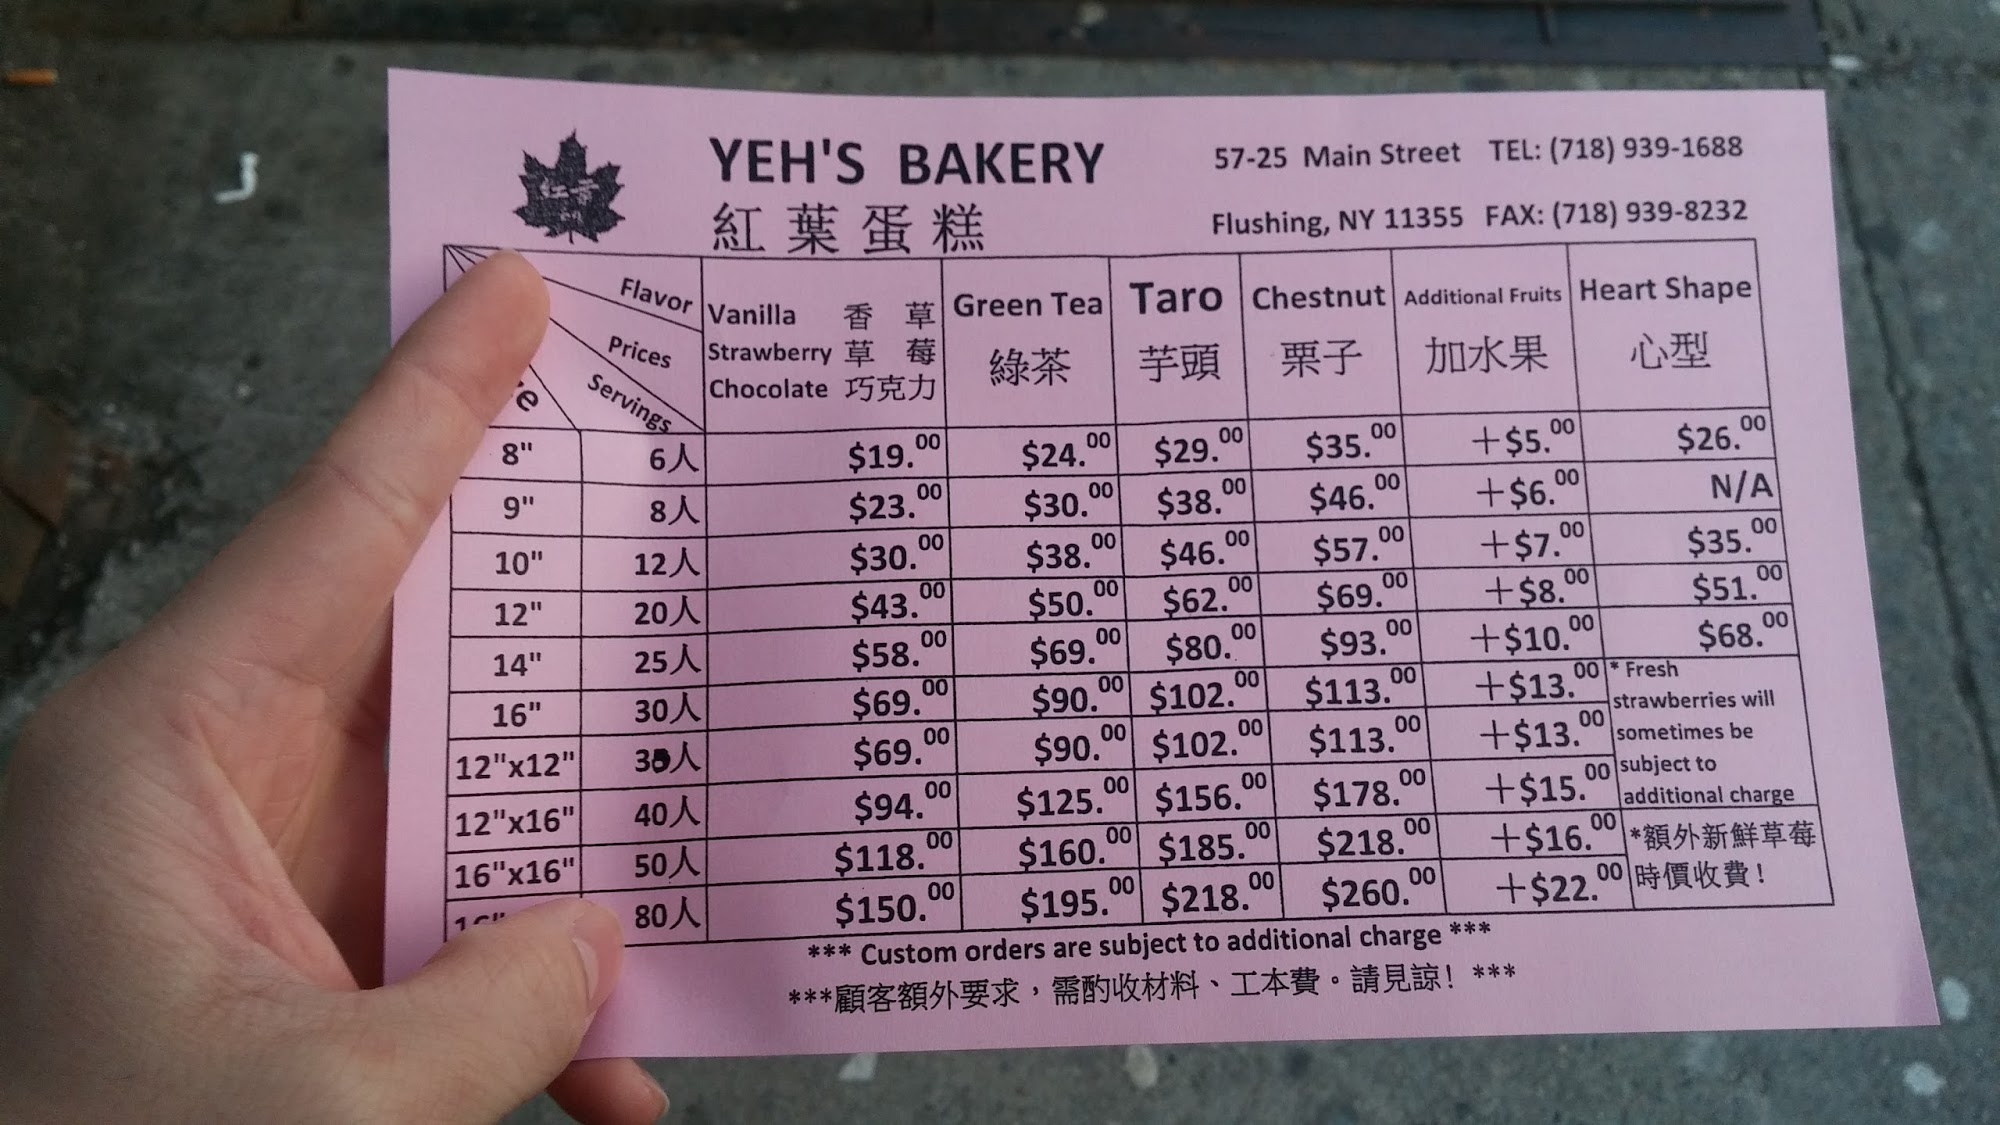 YEH'S BAKERY
紅葉蛋糕
57-25 Main Street TEL: (718) 939-1688
Flushing, NY 11355 FAX: (718) 939-8232
Flavor
Prices
Servings
Vanilla 香草
Strawberry 草莓
Chocolate 巧克力
Green Tea
綠茶
Taro
芋頭
Chestnut
栗子
Additional Fruits
加水果
Heart Shape
心型
8" 6人 $19.00 $24.00 $29.00 $35.00 +$5.00 $26.00
9" 8人 $23.00 $30.00 $38.00 $46.00 +$6.00 N/A
10" 12人 $30.00 $38.00 $46.00 $57.00 +$7.00 $35.00
12" 20人 $43.00 $50.00 $62.00 $69.00 +$8.00 $51.00
14" 25人 $58.00 $69.00 $80.00 $93.00 +$10.00 $68.00
16" 30人 $69.00 $90.00 $102.00 $113.00 +$13.00
12"x12" $69.00 $90.00 $102.00 $113.00 +$13.00
12"x16" 40人 $94.00 $125.00 $156.00 $178.00 +$15.00
16"x16" 50人 $118.00 $160.00 $185.00 $218.00 +$16.00
80人 $150.00 $195.00 $218.00 $260.00 +$22.00
* Fresh
strawberries will
sometimes be
subject to
additional charge
*額外新鮮草莓
時價收費!
*** Custom orders are subject to additional charge ***
***顧客額外要求，需酌收材料、工本費。請見諒! ***